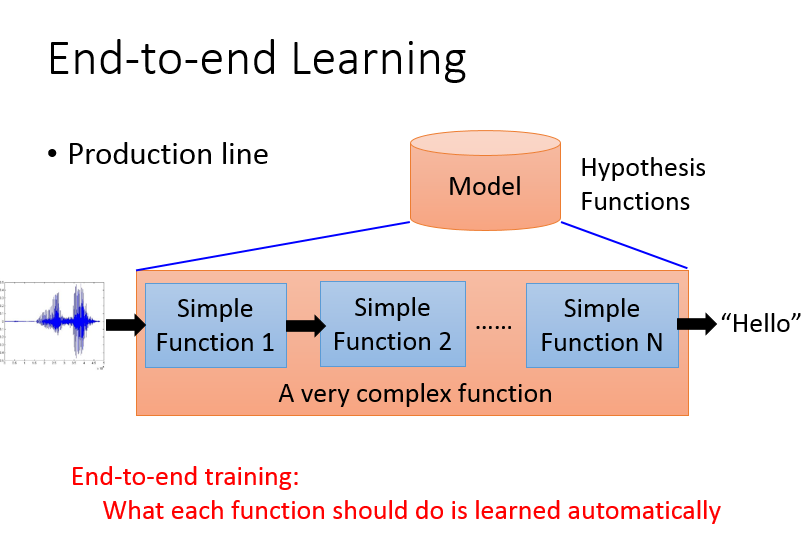 End-to-end Learning
• Production line
Model
Hypothesis
Functions
Simple
Function 1
Simple
Function 2
……
Simple
Function N
“Hello”
A very complex function
End-to-end training:
What each function should do is learned automatically